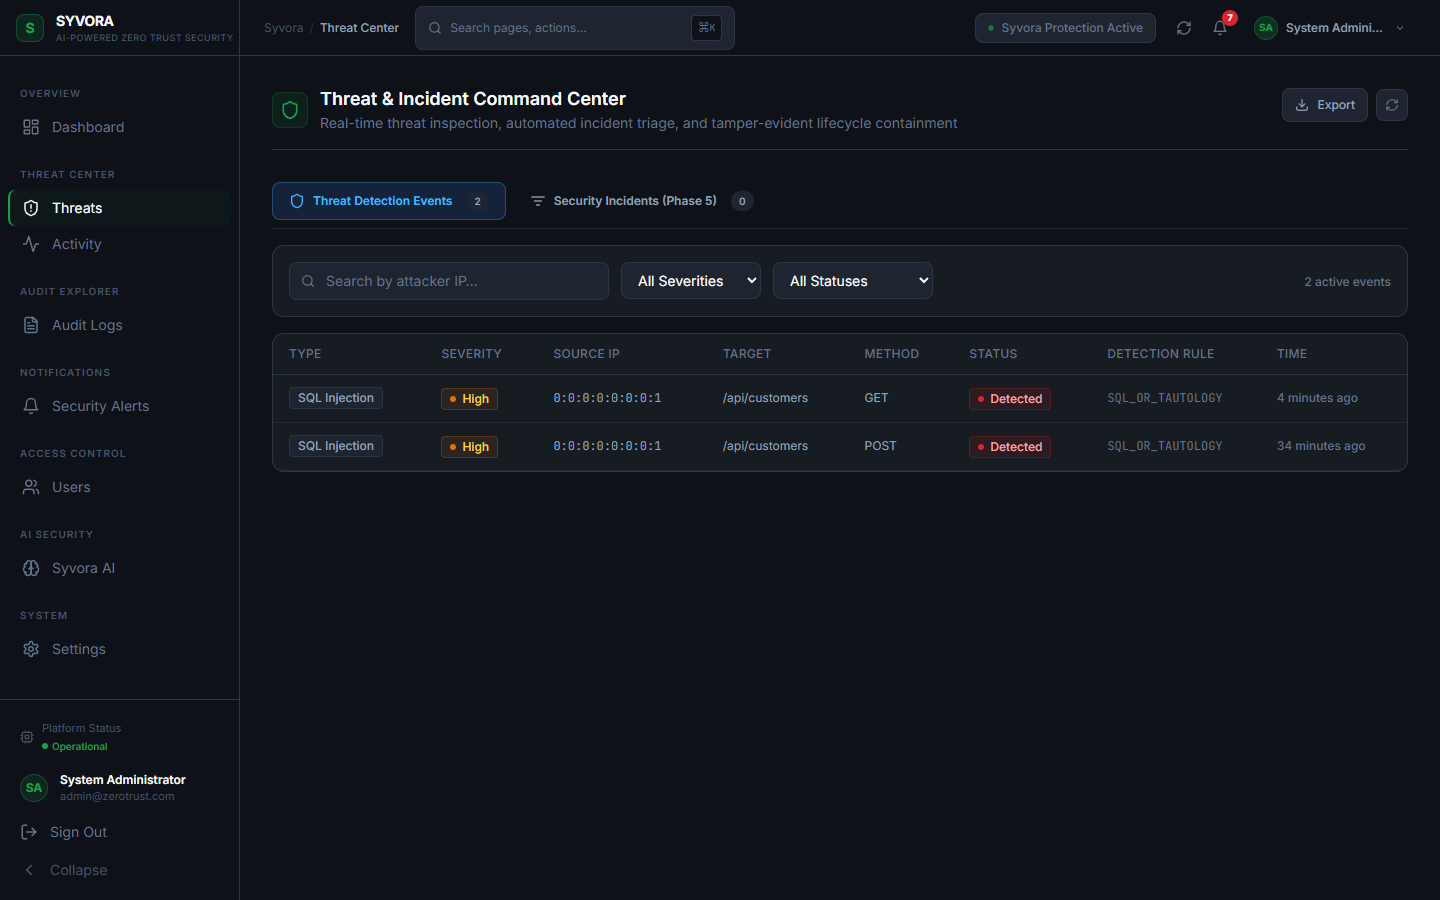 S
SYVORA
AI-POWERED ZERO TRUST SECURITY
Syvora / Threat Center
Search pages, actions...
⌘K
Syvora Protection Active
7
SA
System Admini...
OVERVIEW
Dashboard
THREAT CENTER
Threats
Activity
AUDIT EXPLORER
Audit Logs
NOTIFICATIONS
Security Alerts
ACCESS CONTROL
Users
AI SECURITY
Syvora AI
SYSTEM
Settings
Platform Status
Operational
SA
System Administrator
admin@zerotrust.com
Sign Out
Collapse
Threat & Incident Command Center
Real-time threat inspection, automated incident triage, and tamper-evident lifecycle containment
Export
Threat Detection Events 2
Security Incidents (Phase 5) 0
Search by attacker IP...
All Severities
All Statuses
2 active events
TYPE SEVERITY SOURCE IP TARGET METHOD STATUS DETECTION RULE TIME
SQL Injection High 0:0:0:0:0:0:0:1 /api/customers GET Detected SQL_OR_TAUTOLOGY 4 minutes ago
SQL Injection High 0:0:0:0:0:0:0:1 /api/customers POST Detected SQL_OR_TAUTOLOGY 34 minutes ago